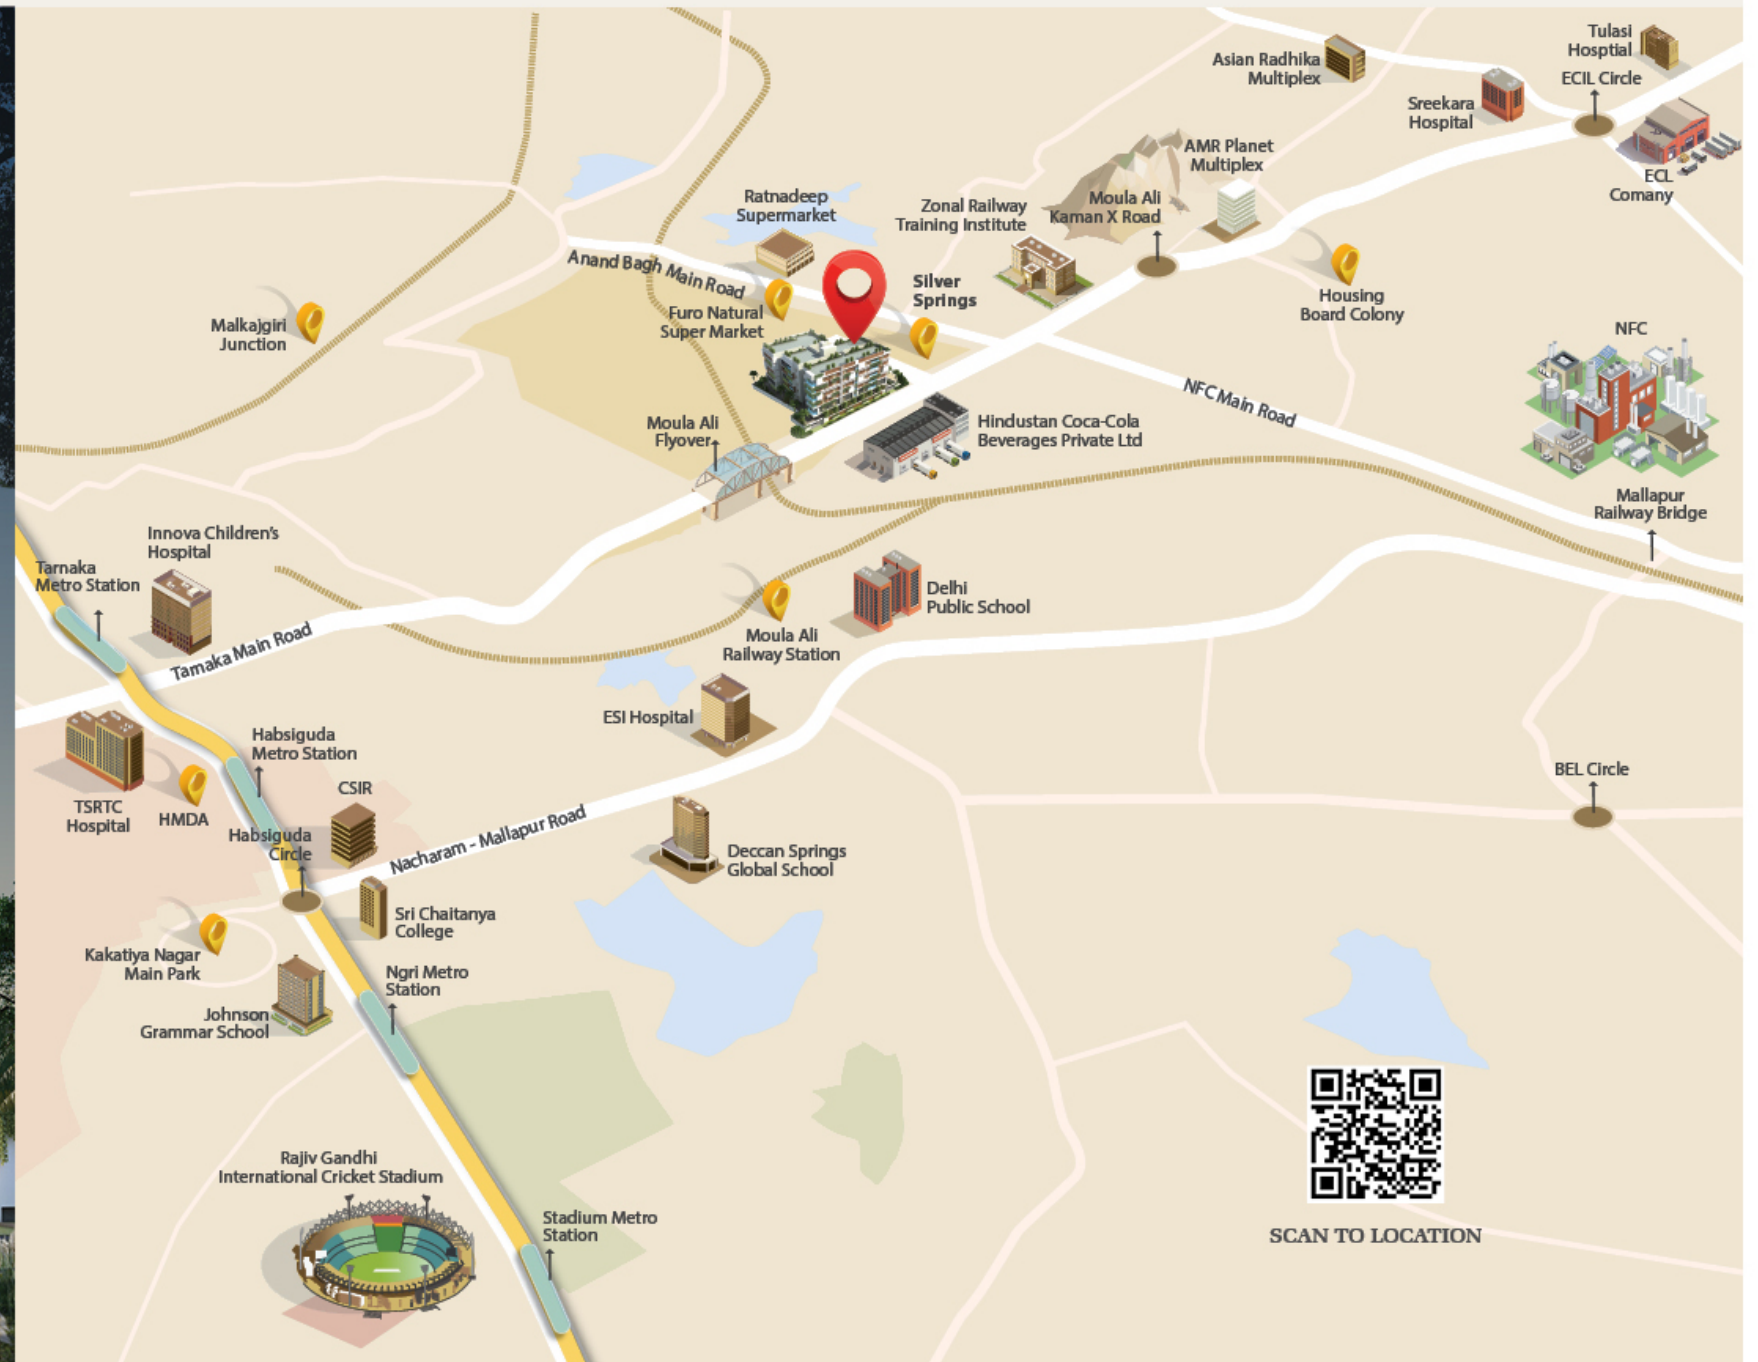 Tulasi
Hosptial
Asian Radhika
Multiplex
ECIL Circle
Sreekara
Hospital
AMR Planet
Multiplex
ECL
Comany
Ratnadeep
Supermarket
Zonal Railway
Training Institute
Moula Ali
Kaman X Road
Anand Bagh Main Road
Silver
Springs
Furo Natural
Super Market
Housing
Board Colony
Malkajgiri
Junction
NFC
NFC Main Road
Moula Ali
Flyover
Hindustan Coca-Cola
Beverages Private Ltd
Mallapur
Railway Bridge
Innova Children's
Hospital
Tarnaka
Metro Station
Delhi
Public School
Tarnaka Main Road
Moula Ali
Railway Station
ESI Hospital
Habsiguda
Metro Station
BEL Circle
CSIR
TSRTC
Hospital
HMDA
Habsiguda
Circle
Nacharam - Mallapur Road
Deccan Springs
Global School
Sri Chaitanya
College
Kakatiya Nagar
Main Park
Ngri Metro
Station
Johnson
Grammar School
Rajiv Gandhi
International Cricket Stadium
Stadium Metro
Station
SCAN TO LOCATION